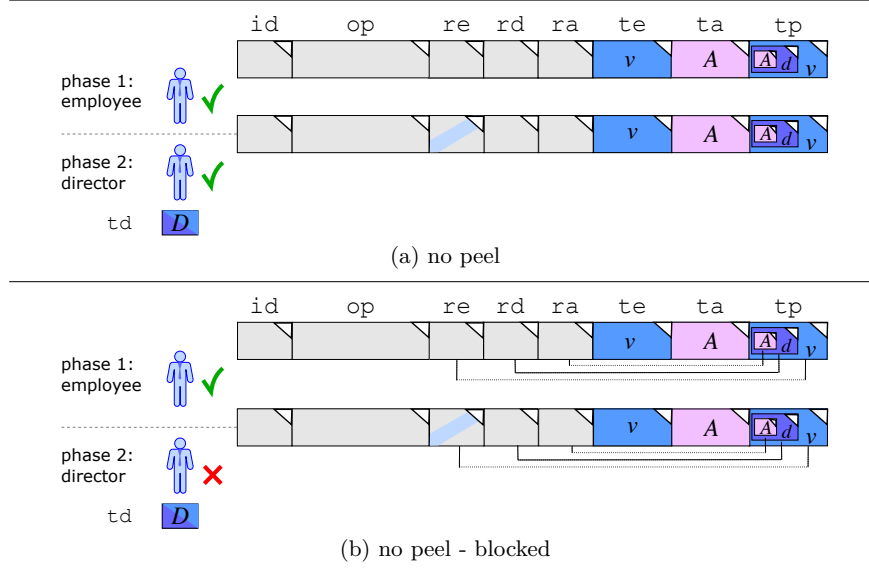 id op re rd ra te ta tp
v A A d v
phase 1:
employee
v A A d v
phase 2:
director
td D
(a) no peel
id op re rd ra te ta tp
v A A d v
phase 1:
employee
v A A d v
phase 2:
director
td D
(b) no peel - blocked